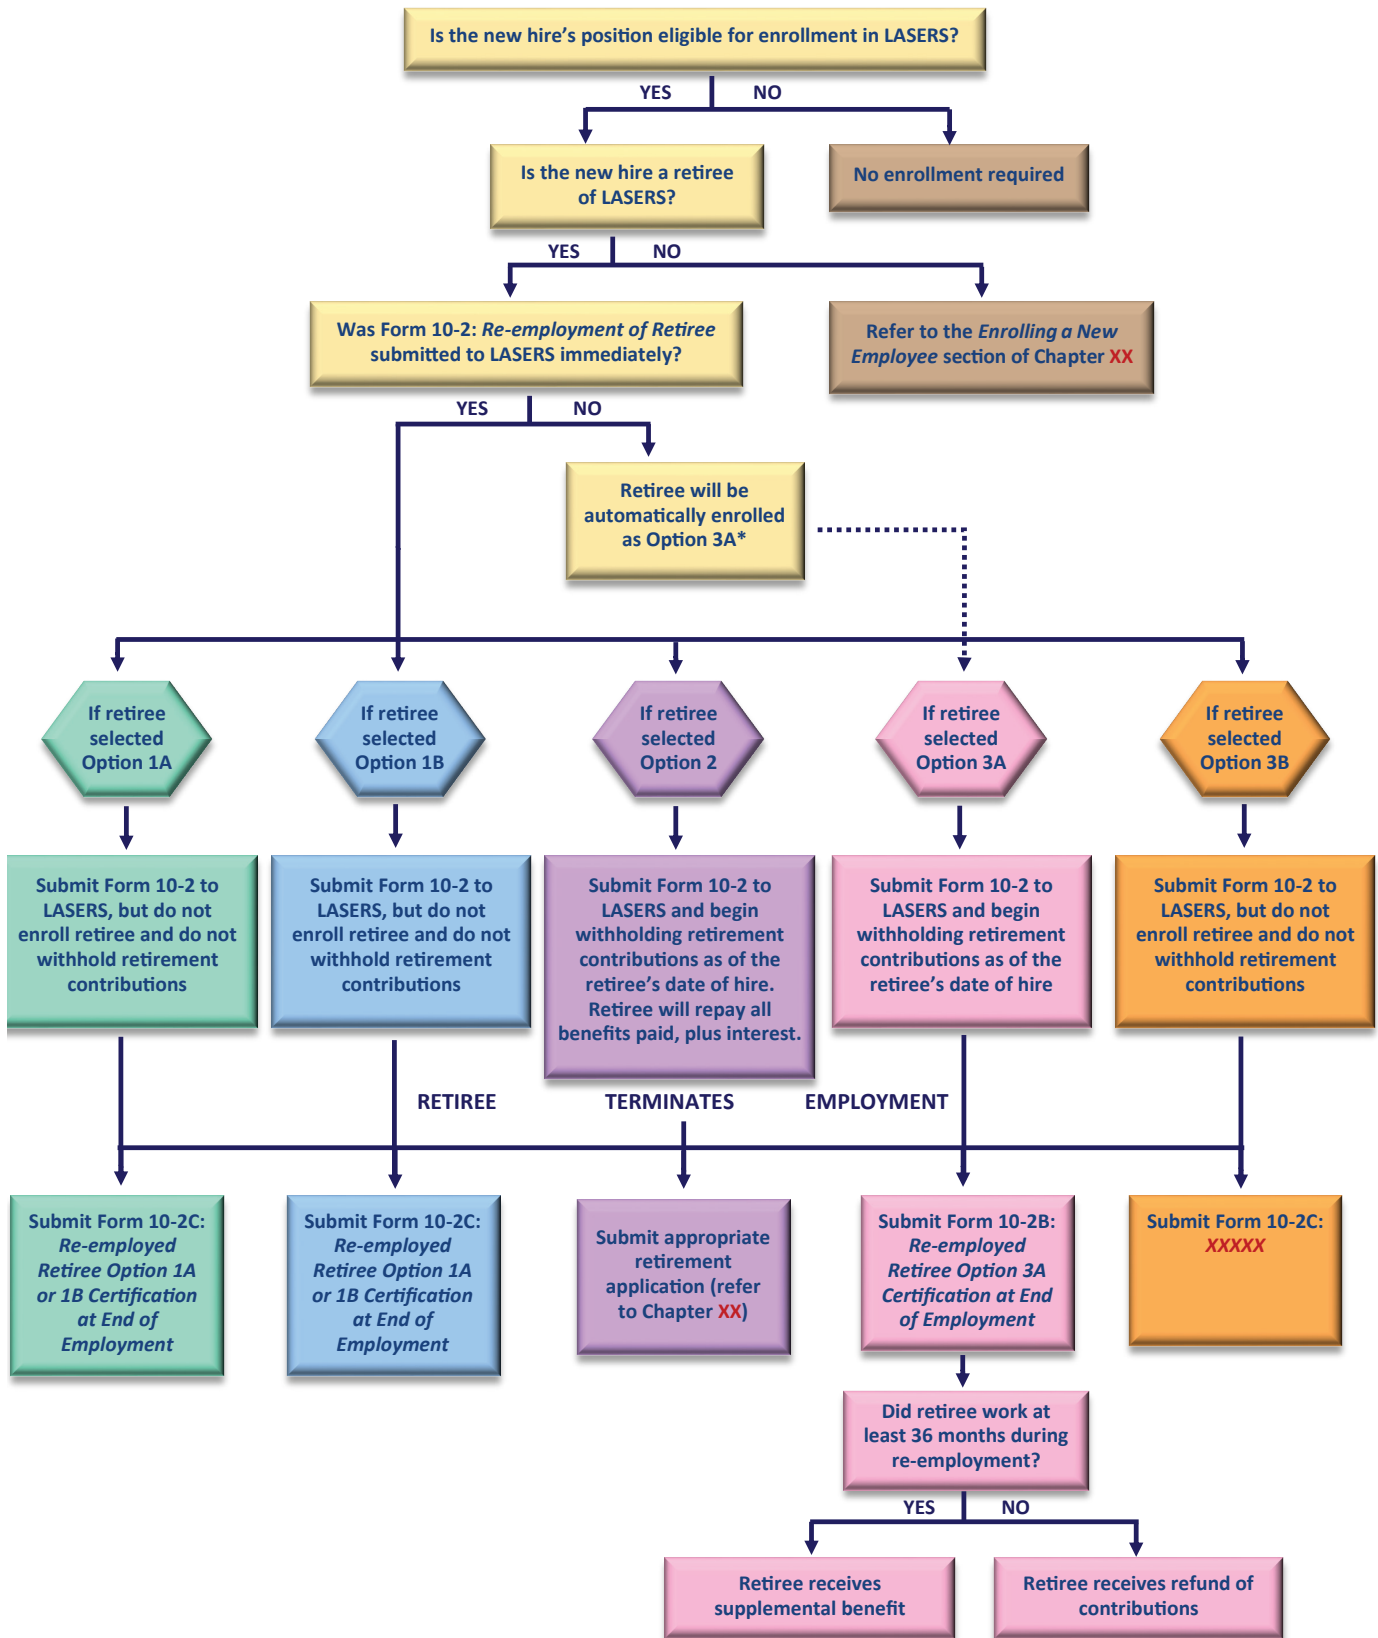 Is the new hire’s position eligible for enrollment in LASERS?
YES
NO
Is the new hire a retiree
of LASERS?
No enrollment required
YES
NO
Was Form 10-2: Re-employment of Retiree
submitted to LASERS immediately?
Refer to the Enrolling a New
Employee section of Chapter XX
YES
NO
Retiree will be
automatically enrolled
as Option 3A*
If retiree
selected
Option 1A
If retiree
selected
Option 1B
If retiree
selected
Option 2
If retiree
selected
Option 3A
If retiree
selected
Option 3B
Submit Form 10-2 to
LASERS, but do not
enroll retiree and do not
withhold retirement
contributions
Submit Form 10-2 to
LASERS, but do not
enroll retiree and do not
withhold retirement
contributions
Submit Form 10-2 to
LASERS and begin
withholding retirement
contributions as of the
retiree’s date of hire.
Retiree will repay all
benefits paid, plus interest.
Submit Form 10-2 to
LASERS and begin
withholding retirement
contributions as of the
retiree’s date of hire
Submit Form 10-2 to
LASERS, but do not
enroll retiree and do not
withhold retirement
contributions
RETIREE TERMINATES EMPLOYMENT
Submit Form 10-2C:
Re-employed
Retiree Option 1A
or 1B Certification
at End of
Employment
Submit Form 10-2C:
Re-employed
Retiree Option 1A
or 1B Certification
at End of
Employment
Submit appropriate
retirement
application (refer
to Chapter XX)
Submit Form 10-2B:
Re-employed
Retiree Option 3A
Certification at End
of Employment
Submit Form 10-2C:
XXXXX
Did retiree work at
least 36 months during
re-employment?
YES
NO
Retiree receives
supplemental benefit
Retiree receives refund of
contributions